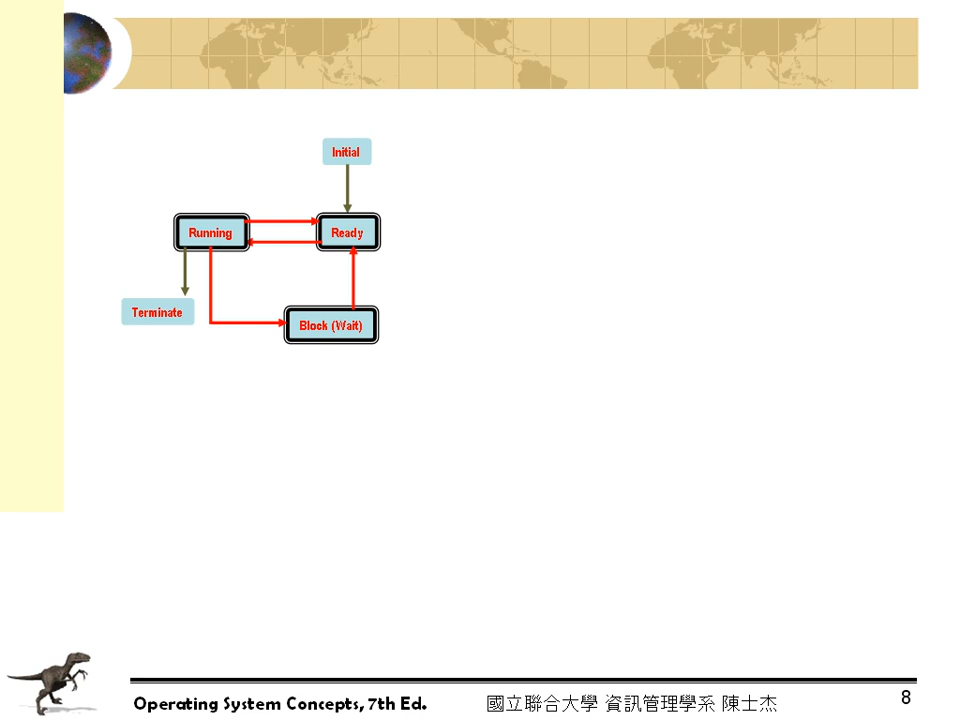 Initial
Running
Ready
Terminate
Block (Wait)
Operating System Concepts, 7th Ed.
國立聯合大學 資訊管理學系 陳士杰
8